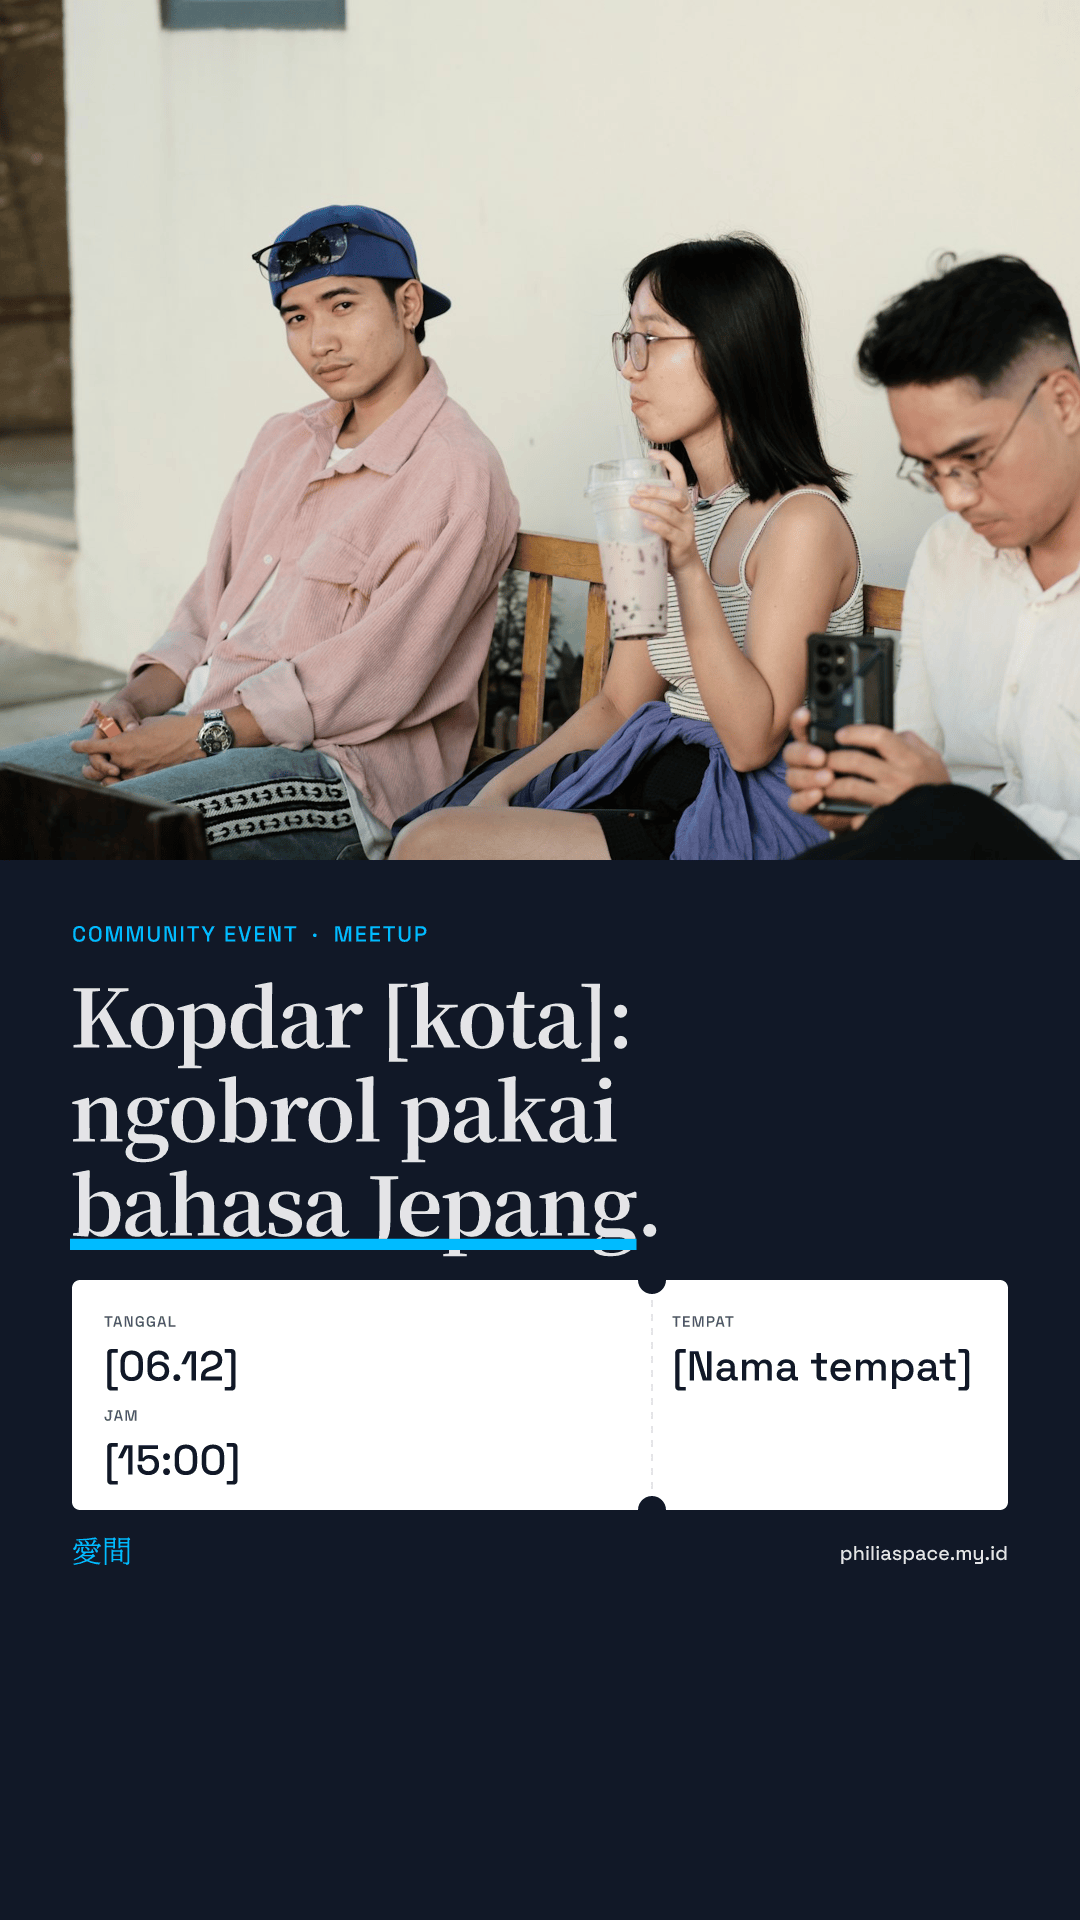 COMMUNITY EVENT · MEETUP
Kopdar [kota]:
ngobrol pakai
bahasa Jepang.
TANGGAL
[06.12]
JAM
[15:00]
TEMPAT
[Nama tempat]
愛間
philiaspace.my.id